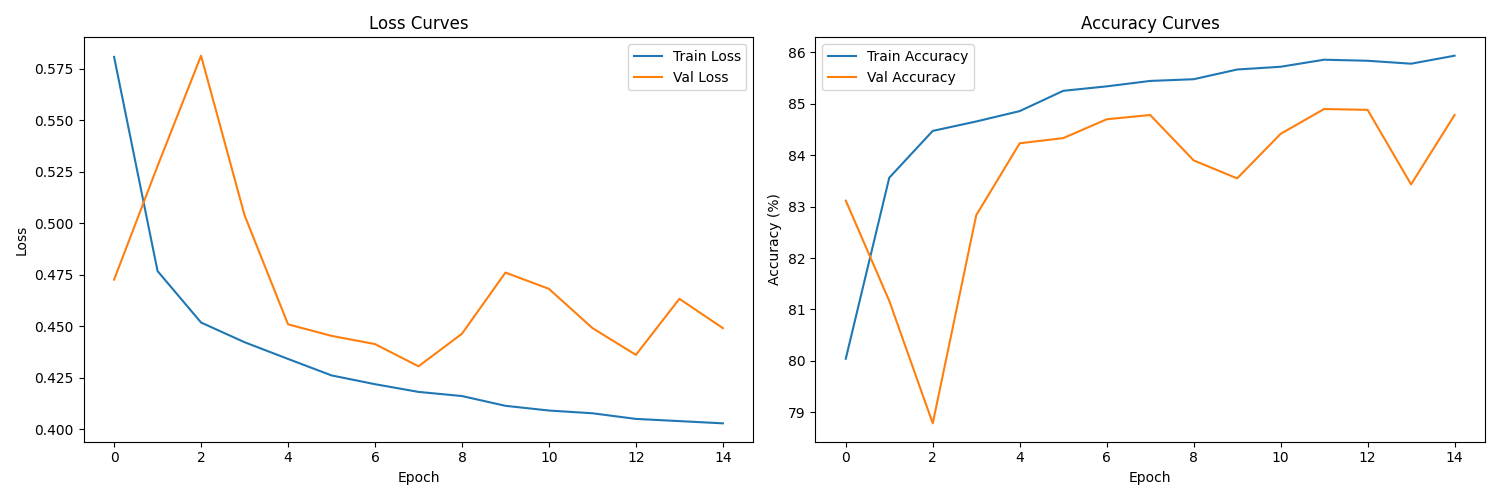 Loss Curves
Train Loss
Val Loss
0.575
0.550
0.525
0.500
0.475
0.450
0.425
0.400
Loss
0 2 4 6 8 10 12 14
Epoch
Accuracy Curves
Train Accuracy
Val Accuracy
86
85
84
83
82
81
80
79
Accuracy (%)
0 2 4 6 8 10 12 14
Epoch